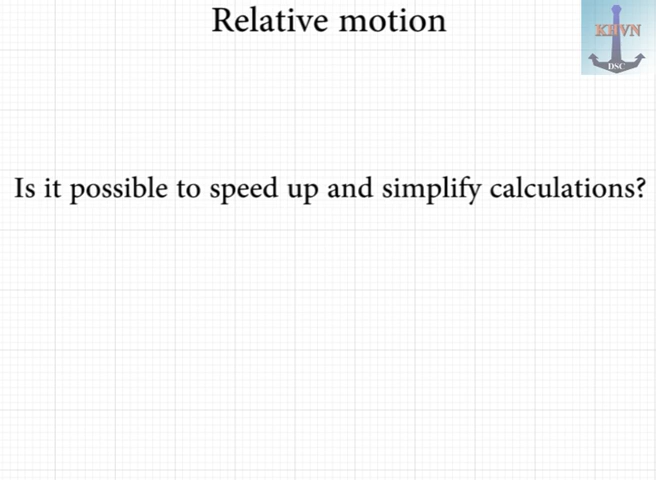 Relative motion
KHVN
DSC
Is it possible to speed up and simplify calculations?